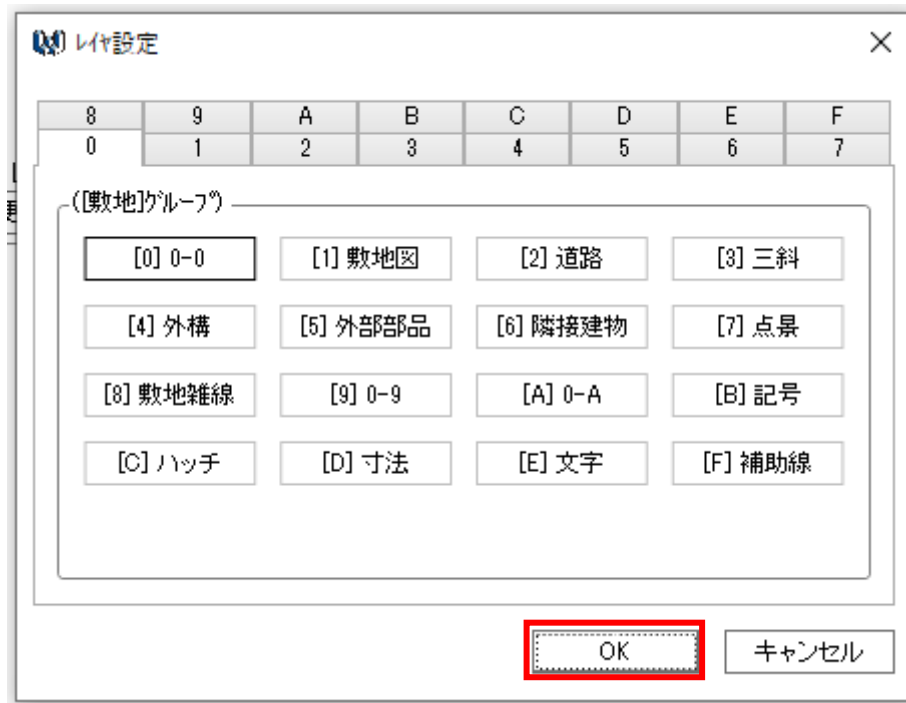 ﾚｲﾔ設定
8 9 A B C D E F
0 1 2 3 4 5 6 7
([敷地]ｸﾞﾙｰﾌﾟ)
[0] 0-0 [1] 敷地図 [2] 道路 [3] 三斜
[4] 外構 [5] 外部部品 [6] 隣接建物 [7] 点景
[8] 敷地雑線 [9] 0-9 [A] 0-A [B] 記号
[C] ハッチ [D] 寸法 [E] 文字 [F] 補助線
OK キャンセル